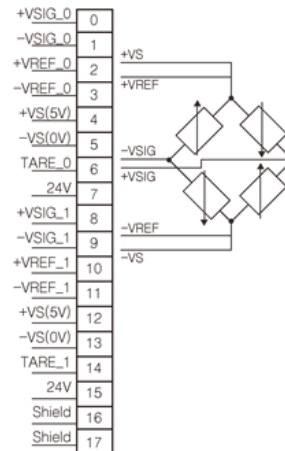 +VSIG_0
0
−VSIG_0
1
+VREF_0
2
−VREF_0
3
+VS(5V)
4
−VS(0V)
5
TARE_0
6
24V
7
+VSIG_1
8
−VSIG_1
9
+VREF_1
10
−VREF_1
11
+VS(5V)
12
−VS(0V)
13
TARE_1
14
24V
15
Shield
16
Shield
17
+VS
+VREF
−VSIG
+VSIG
−VREF
−VS